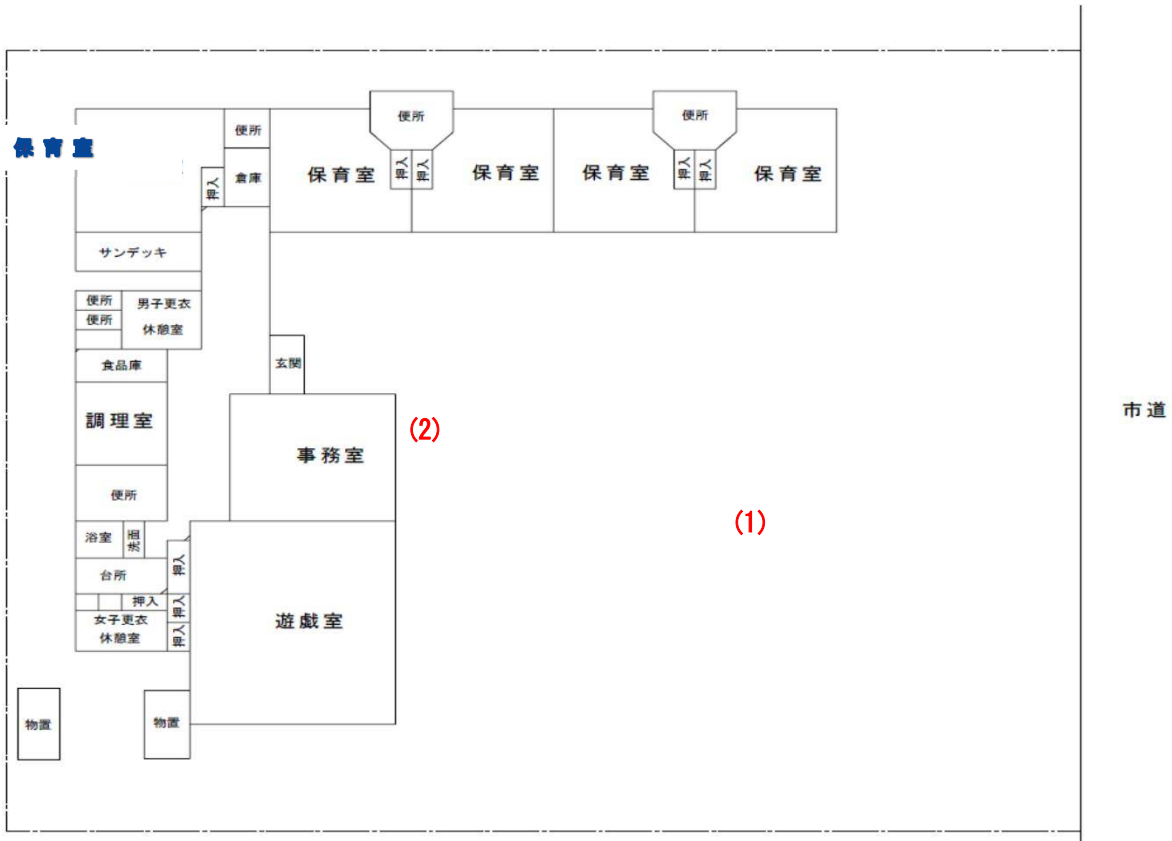 便所
便所
便所
保育室
保育室
押入
押入
保育室
保育室
押入
押入
保育室
押入
倉庫
サンデッキ
便所
便所
男子更衣
休憩室
食品庫
玄関
調理室
(2)
市道
事務室
便所
(1)
浴室
洗面
押入
台所
押入
押入
女子更衣
休憩室
押入
遊戯室
物置
物置